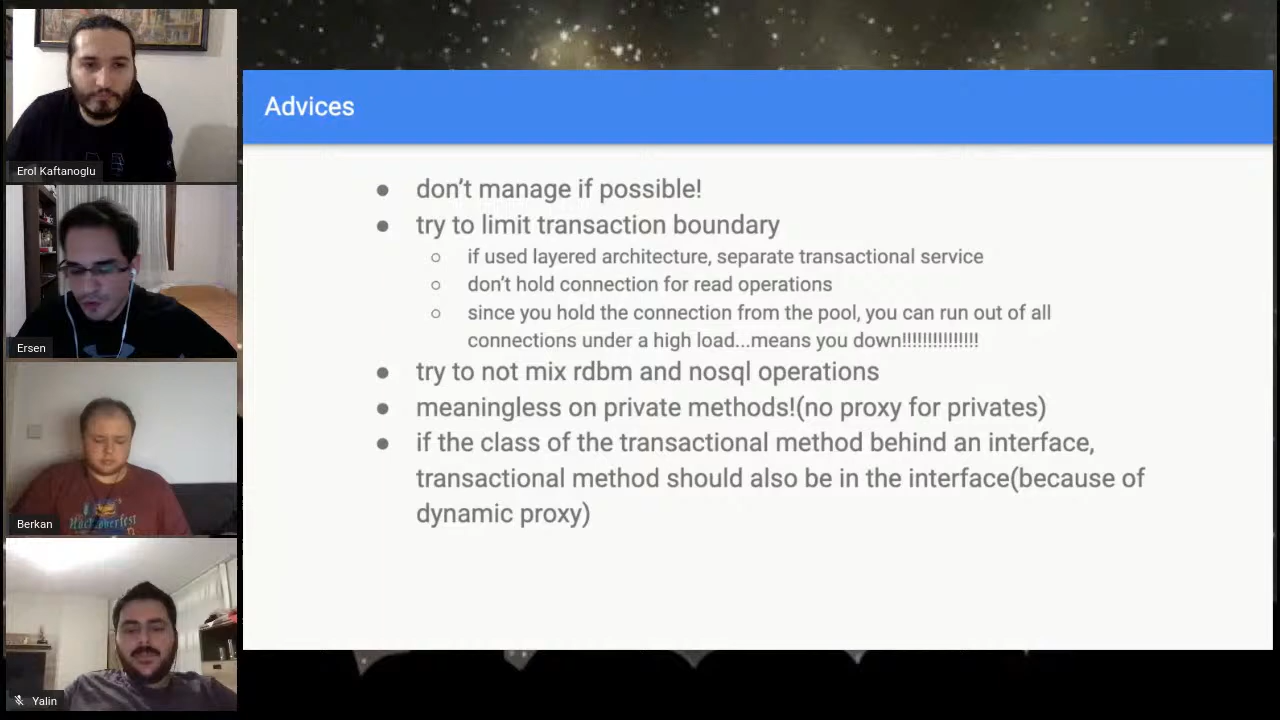 Advices
don't manage if possible!
try to limit transaction boundary
if used layered architecture, separate transactional service
don't hold connection for read operations
since you hold the connection from the pool, you can run out of all
connections under a high load...means you down!!!!!!!!!!!!!!!
try to not mix rdbm and nosql operations
meaningless on private methods!(no proxy for privates)
if the class of the transactional method behind an interface,
transactional method should also be in the interface(because of
dynamic proxy)
Erol Kaftanoglu
Ersen
Berkan
Yalin